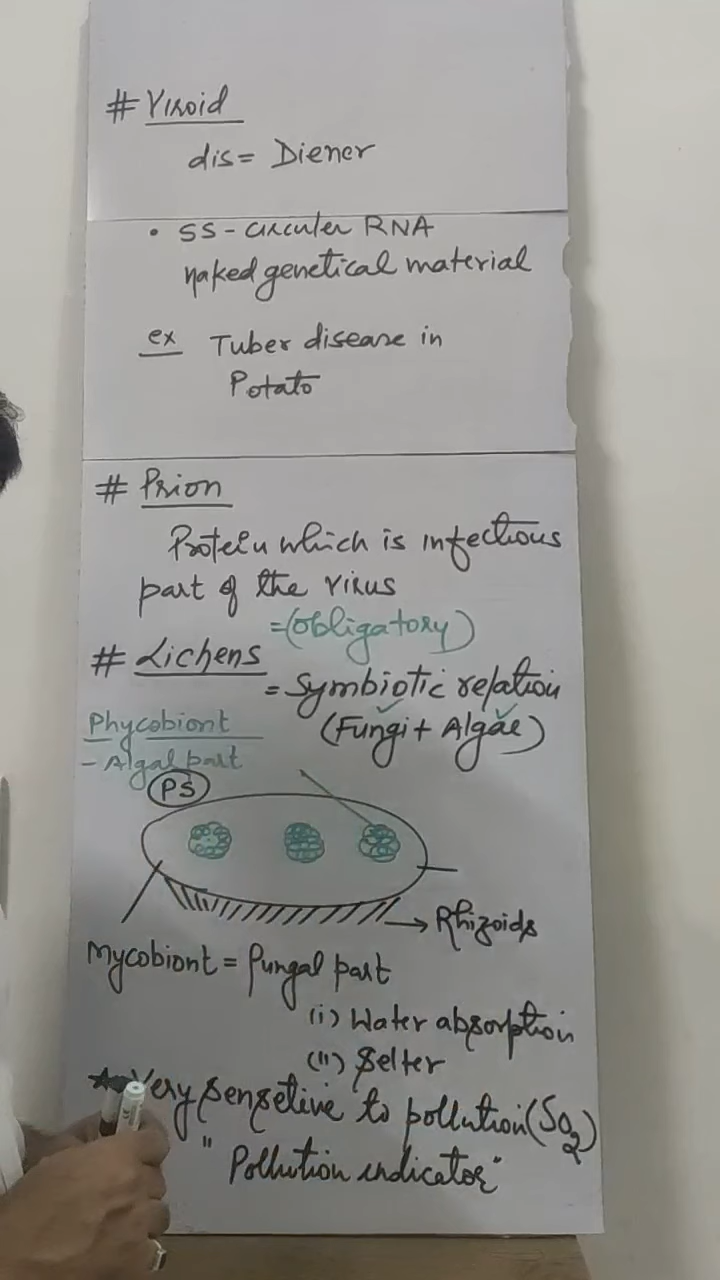 # Viroid
dis = Diener
• SS - circuler RNA
naked genetical material
ex Tuber disease in
Potato
# Prion
Protein which is infectious
part of the virus
= (obligatory)
# Lichens
= Symbiotic relation
(Fungi + Algae)
Phycobiont
- Algal part
PS
Rhizoids
Mycobiont = fungal part
(i) Water absorption
(ii) Selter
★ Very sensetive to pollution (SO2)
" Pollution indicator"